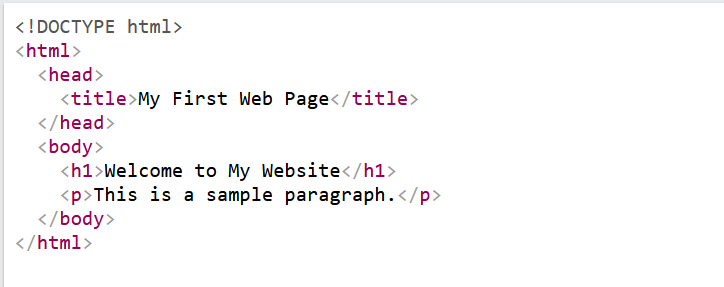 <!DOCTYPE html>
<html>
  <head>
    <title>My First Web Page</title>
  </head>
  <body>
    <h1>Welcome to My Website</h1>
    <p>This is a sample paragraph.</p>
  </body>
</html>